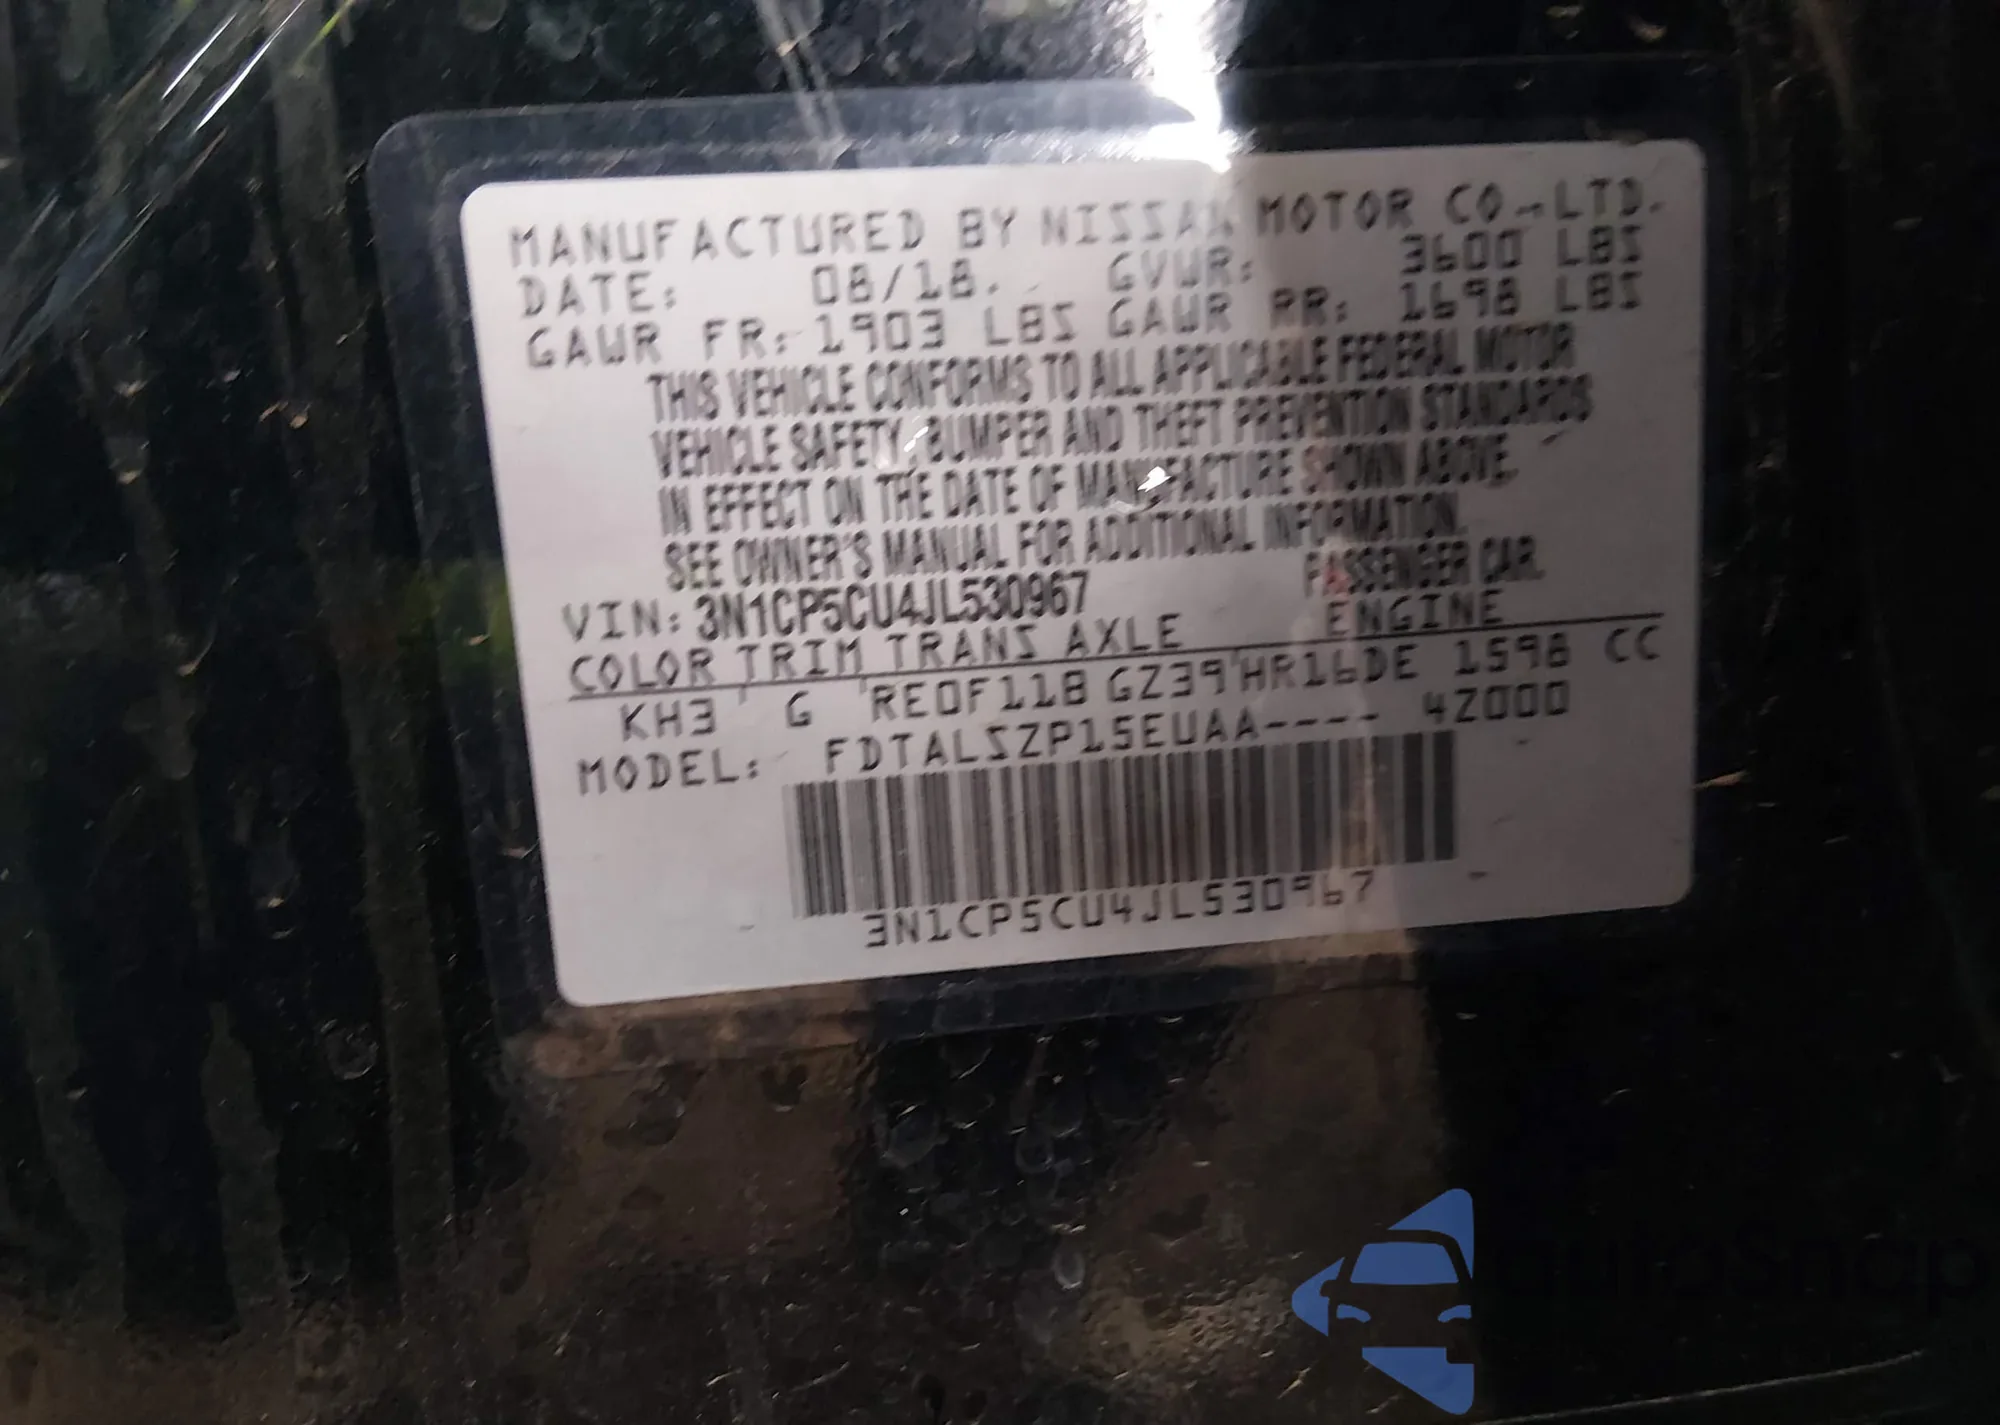 MANUFACTURED BY NISSAN MOTOR CO.,LTD.
DATE: 08/18. GVWR: 3600 LBS
GAWR FR: 1903 LBS GAWR RR: 1698 LBS
THIS VEHICLE CONFORMS TO ALL APPLICABLE FEDERAL MOTOR
VEHICLE SAFETY, BUMPER AND THEFT PREVENTION STANDARDS
IN EFFECT ON THE DATE OF MANUFACTURE SHOWN ABOVE.
SEE OWNER'S MANUAL FOR ADDITIONAL INFORMATION.
VIN: 3N1CP5CU4JL530967 PASSENGER CAR.
COLOR TRIM TRANS AXLE ENGINE
KH3 G RE0F11B GZ39 HR16DE 1598 CC
MODEL: FDTALSZP15EUAA---- 4Z000
3N1CP5CU4JL530967